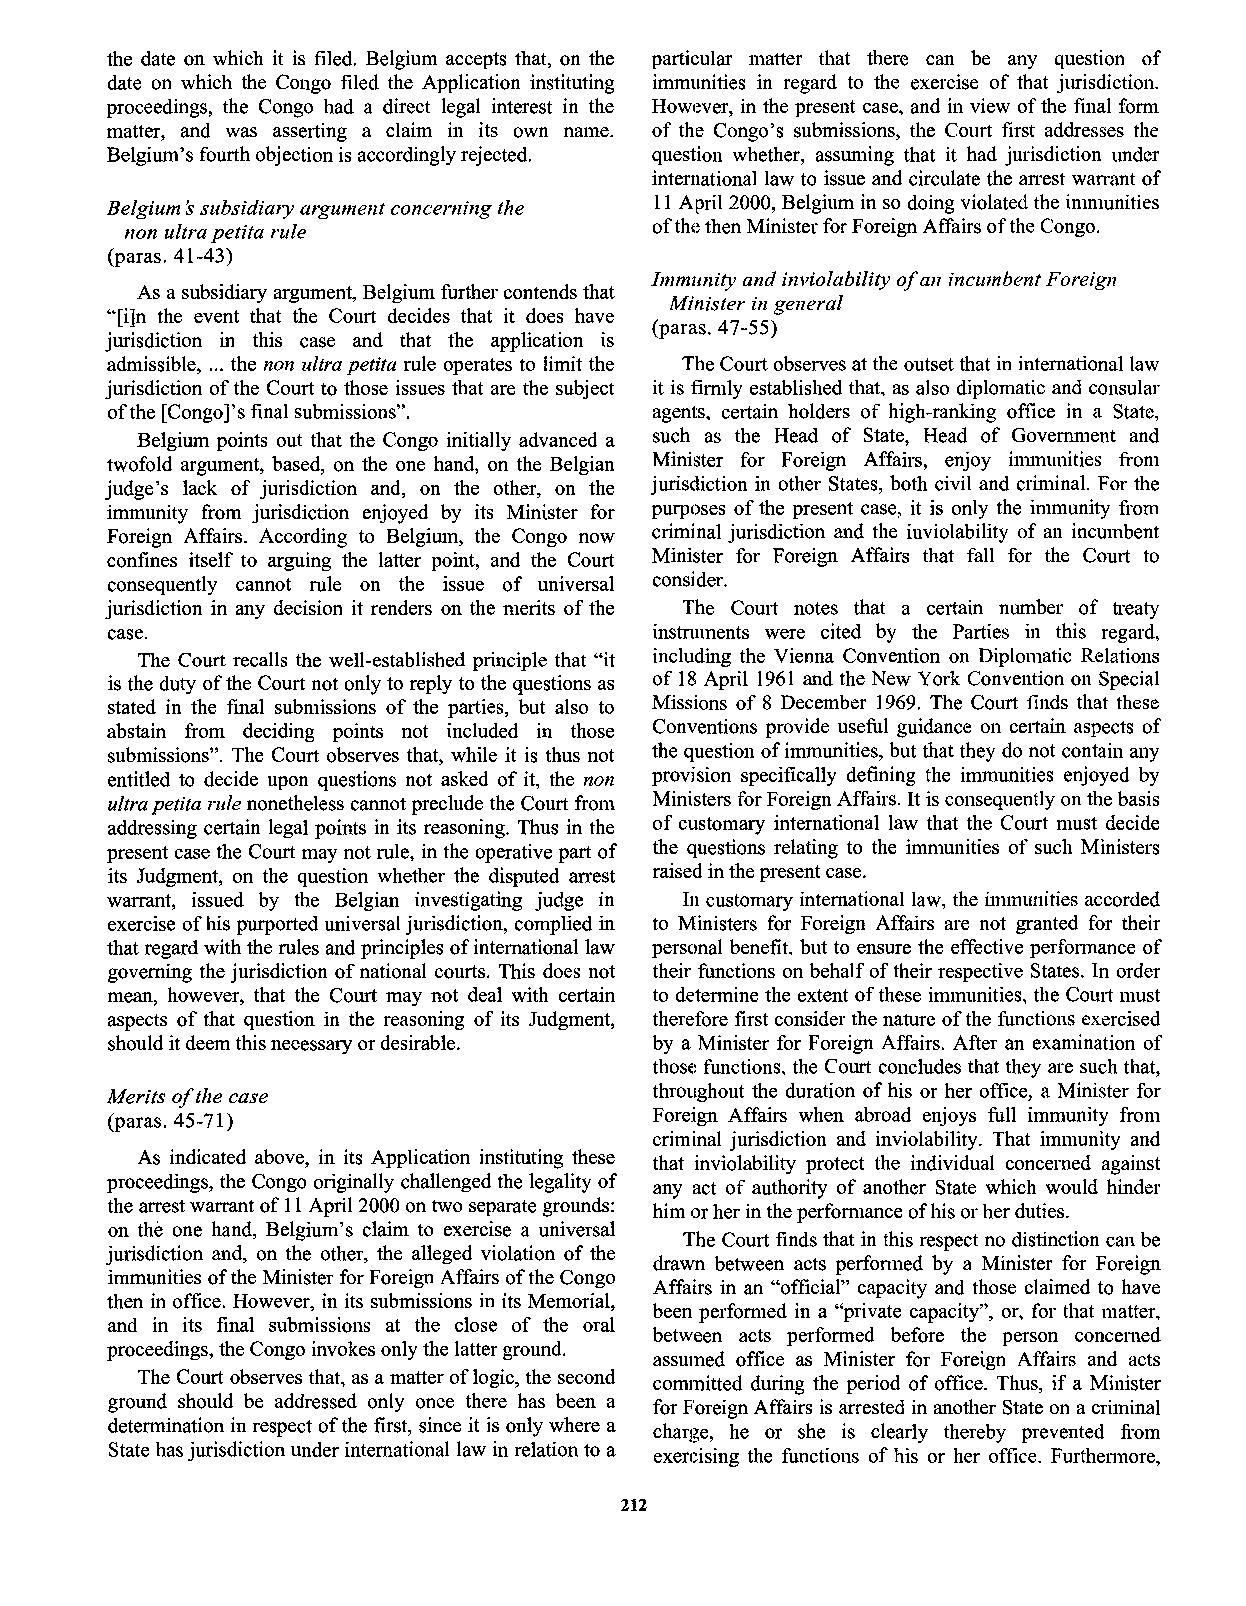 the date on which it is filed. Belgium accepts that, on the
date on which the Congo filed the Application instituting
proceedings, the Congo had a direct legal interest in the
matter, and was asserting a claim in its own name.
Belgium's fourth objection is accordingly rejected.
Belgium's subsidiary argument concerning the
non ultra petita rule
(paras. 41-43)
As a subsidiary argument, Belgium further contends that
“[i]n the event that the Court decides that it does have
jurisdiction in this case and that the application is
admissible, ... the non ultra petita rule operates to limit the
jurisdiction of the Court to those issues that are the subject
of the [Congo]'s final submissions”.
Belgium points out that the Congo initially advanced a
twofold argument, based, on the one hand, on the Belgian
judge's lack of jurisdiction and, on the other, on the
immunity from jurisdiction enjoyed by its Minister for
Foreign Affairs. According to Belgium, the Congo now
confines itself to arguing the latter point, and the Court
consequently cannot rule on the issue of universal
jurisdiction in any decision it renders on the merits of the
case.
The Court recalls the well-established principle that “it
is the duty of the Court not only to reply to the questions as
stated in the final submissions of the parties, but also to
abstain from deciding points not included in those
submissions”. The Court observes that, while it is thus not
entitled to decide upon questions not asked of it, the non
ultra petita rule nonetheless cannot preclude the Court from
addressing certain legal points in its reasoning. Thus in the
present case the Court may not rule, in the operative part of
its Judgment, on the question whether the disputed arrest
warrant, issued by the Belgian investigating judge in
exercise of his purported universal jurisdiction, complied in
that regard with the rules and principles of international law
governing the jurisdiction of national courts. This does not
mean, however, that the Court may not deal with certain
aspects of that question in the reasoning of its Judgment,
should it deem this necessary or desirable.
Merits of the case
(paras. 45-71)
As indicated above, in its Application instituting these
proceedings, the Congo originally challenged the legality of
the arrest warrant of 11 April 2000 on two separate grounds:
on the one hand, Belgium's claim to exercise a universal
jurisdiction and, on the other, the alleged violation of the
immunities of the Minister for Foreign Affairs of the Congo
then in office. However, in its submissions in its Memorial,
and in its final submissions at the close of the oral
proceedings, the Congo invokes only the latter ground.
The Court observes that, as a matter of logic, the second
ground should be addressed only once there has been a
determination in respect of the first, since it is only where a
State has jurisdiction under international law in relation to a
particular matter that there can be any question of
immunities in regard to the exercise of that jurisdiction.
However, in the present case, and in view of the final form
of the Congo's submissions, the Court first addresses the
question whether, assuming that it had jurisdiction under
international law to issue and circulate the arrest warrant of
11 April 2000, Belgium in so doing violated the immunities
of the then Minister for Foreign Affairs of the Congo.
Immunity and inviolability of an incumbent Foreign
Minister in general
(paras. 47-55)
The Court observes at the outset that in international law
it is firmly established that, as also diplomatic and consular
agents, certain holders of high-ranking office in a State,
such as the Head of State, Head of Government and
Minister for Foreign Affairs, enjoy immunities from
jurisdiction in other States, both civil and criminal. For the
purposes of the present case, it is only the immunity from
criminal jurisdiction and the inviolability of an incumbent
Minister for Foreign Affairs that fall for the Court to
consider.
The Court notes that a certain number of treaty
instruments were cited by the Parties in this regard,
including the Vienna Convention on Diplomatic Relations
of 18 April 1961 and the New York Convention on Special
Missions of 8 December 1969. The Court finds that these
Conventions provide useful guidance on certain aspects of
the question of immunities, but that they do not contain any
provision specifically defining the immunities enjoyed by
Ministers for Foreign Affairs. It is consequently on the basis
of customary international law that the Court must decide
the questions relating to the immunities of such Ministers
raised in the present case.
In customary international law, the immunities accorded
to Ministers for Foreign Affairs are not granted for their
personal benefit, but to ensure the effective performance of
their functions on behalf of their respective States. In order
to determine the extent of these immunities, the Court must
therefore first consider the nature of the functions exercised
by a Minister for Foreign Affairs. After an examination of
those functions, the Court concludes that they are such that,
throughout the duration of his or her office, a Minister for
Foreign Affairs when abroad enjoys full immunity from
criminal jurisdiction and inviolability. That immunity and
that inviolability protect the individual concerned against
any act of authority of another State which would hinder
him or her in the performance of his or her duties.
The Court finds that in this respect no distinction can be
drawn between acts performed by a Minister for Foreign
Affairs in an “official” capacity and those claimed to have
been performed in a “private capacity”, or, for that matter,
between acts performed before the person concerned
assumed office as Minister for Foreign Affairs and acts
committed during the period of office. Thus, if a Minister
for Foreign Affairs is arrested in another State on a criminal
charge, he or she is clearly thereby prevented from
exercising the functions of his or her office. Furthermore,
212